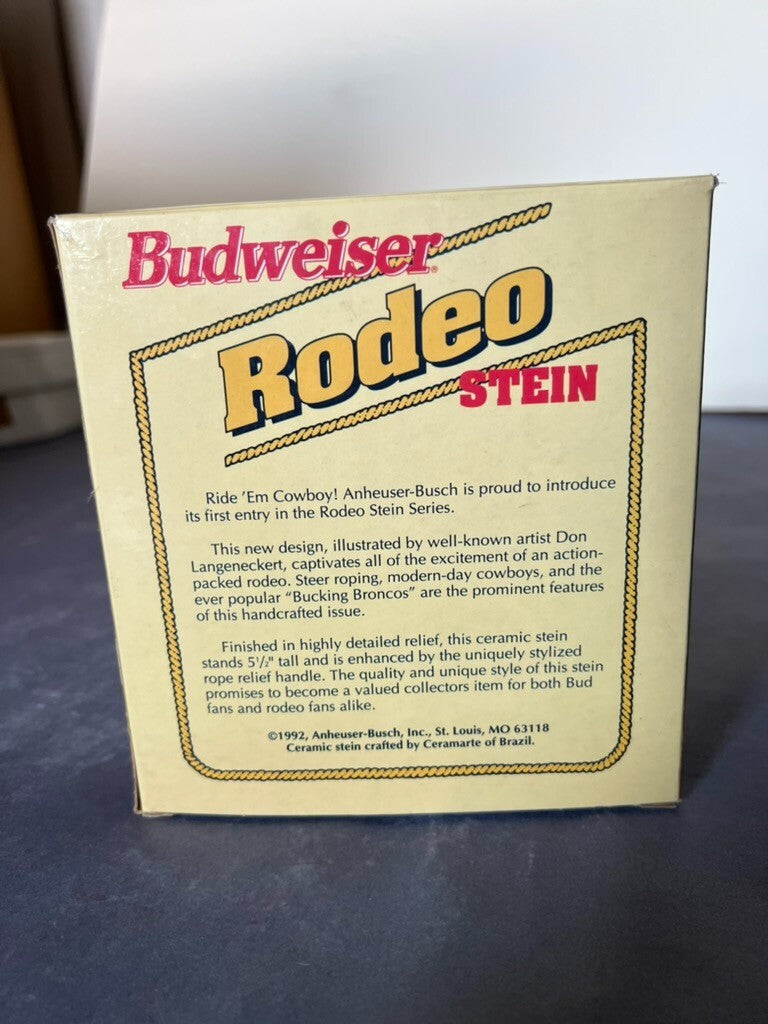 Budweiser®
Rodeo
STEIN
Ride 'Em Cowboy! Anheuser-Busch is proud to introduce
its first entry in the Rodeo Stein Series.
This new design, illustrated by well-known artist Don
Langeneckert, captivates all of the excitement of an action-
packed rodeo. Steer roping, modern-day cowboys, and the
ever popular "Bucking Broncos" are the prominent features
of this handcrafted issue.
Finished in highly detailed relief, this ceramic stein
stands 5 1/2" tall and is enhanced by the uniquely stylized
rope relief handle. The quality and unique style of this stein
promises to become a valued collectors item for both Bud
fans and rodeo fans alike.
©1992, Anheuser-Busch, Inc., St. Louis, MO 63118
Ceramic stein crafted by Ceramarte of Brazil.